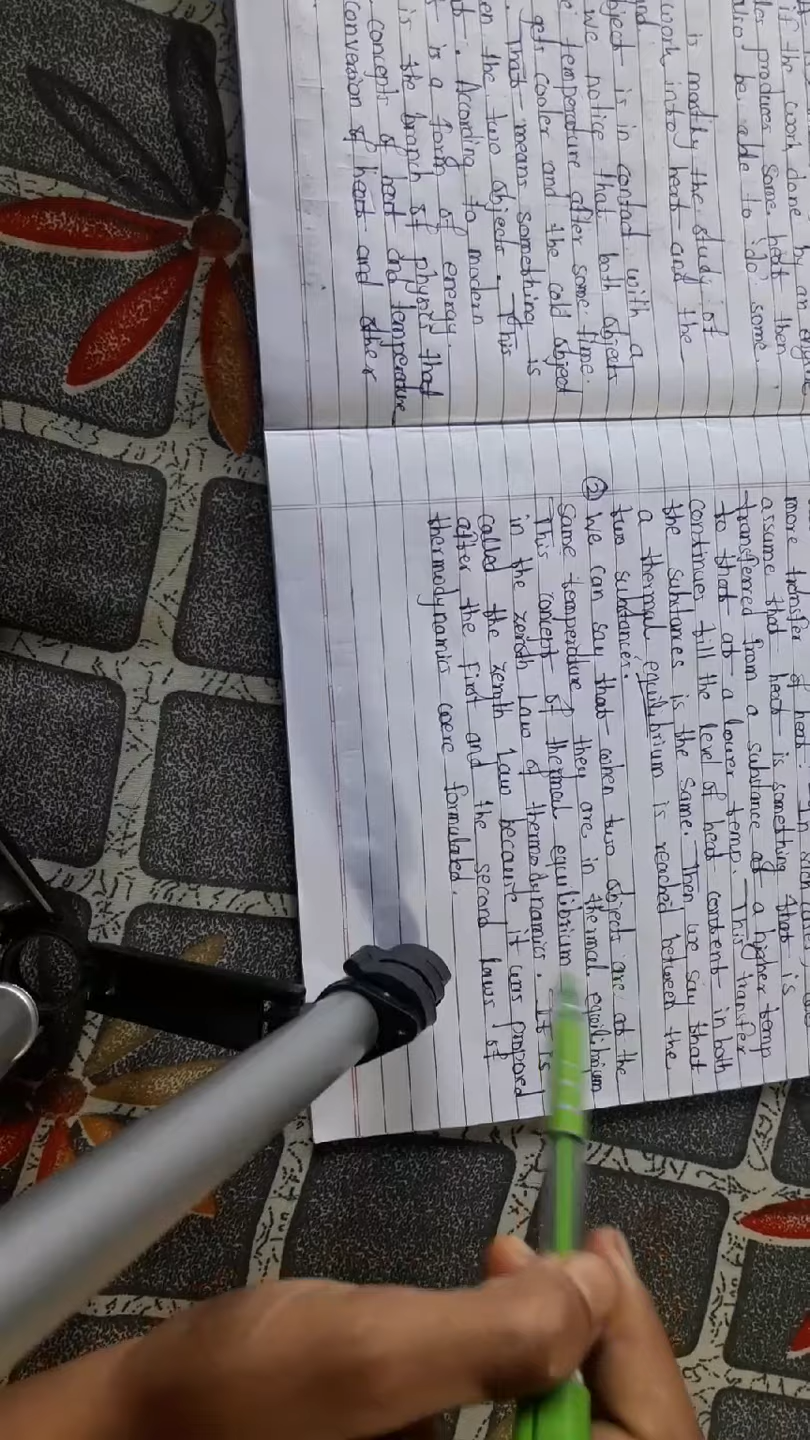 if the work done by an
produces some heat then
also be able to do some
is monthly the study of
work into heat and the
object is in contact with a
we notice that both objects
temperature after some time.
gets cooler and the cold object
That means something is
the two objects. This
According to modern
is a form of energy.
is the branch of physics that
concepts of heat and temperature
conversion of heat and other
more transfer of heat.
assume that heat is something that is
transferred from a substance at a higher temp
to that at a lower temp. This transfer
continues till the level of heat content in both
the substances is the same. Then we say that
a thermal equilibrium is reached between the
two substances.
② We can say that when two objects are at the
same temperature they are in thermal equilibrium
This concept of thermal equilibrium
in the zeroth law of thermodynamics. It is
called the zeroth law because it was proposed
after the first and the second laws of
thermodynamics were formulated.